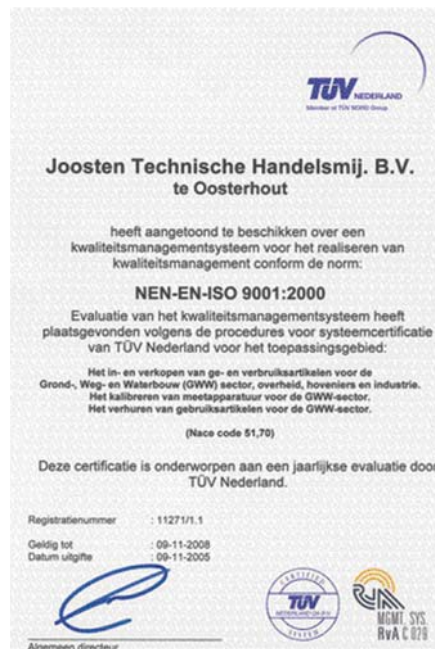 TÜV NEDERLAND
Member of TÜV NORD Group
Joosten Technische Handelsmij. B.V.
te Oosterhout
heeft aangetoond te beschikken over een
kwaliteitsmanagementsysteem voor het realiseren van
kwaliteitsmanagement conform de norm:
NEN-EN-ISO 9001:2000
Evaluatie van het kwaliteitsmanagementsysteem heeft
plaatsgevonden volgens de procedures voor systeemcertificatie
van TÜV Nederland voor het toepassingsgebied:
Het in- en verkopen van ge- en verbruiksartikelen voor de
Grond-, Weg- en Waterbouw (GWW) sector, overheid, hoveniers en industrie.
Het kalibreren van meetapparatuur voor de GWW-sector.
Het verhuren van gebruiksartikelen voor de GWW-sector.
(Nace code 51,70)
Deze certificatie is onderworpen aan een jaarlijkse evaluatie door
TÜV Nederland.
Registratienummer : 11271/1.1
Geldig tot : 09-11-2008
Datum uitgifte : 09-11-2005
CERTIFIED
TÜV
NEDERLAND QA B.V.
SYSTEM
MGMT. SYS.
RvA C 029
Algemeen directeur